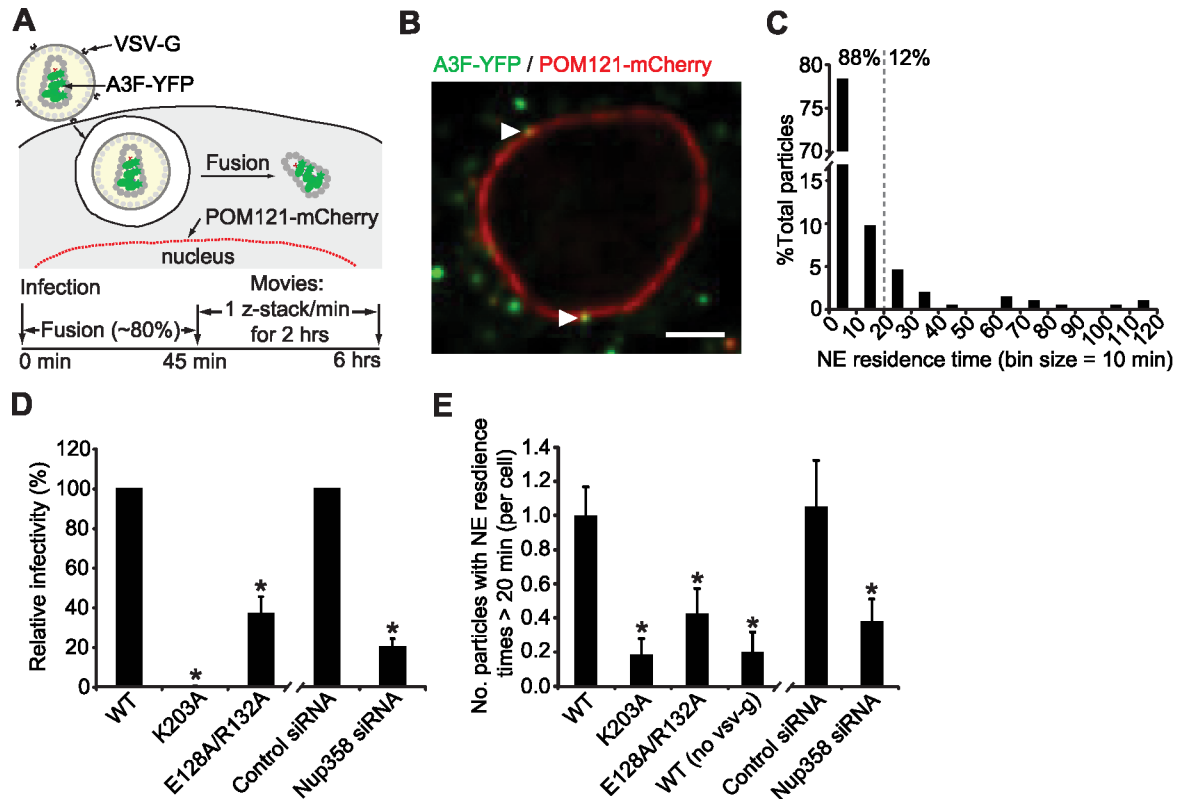 A
VSV-G
A3F-YFP
Fusion
POM121-mCherry
nucleus
Infection
Movies:
1 z-stack/min
for 2 hrs
Fusion (~80%)
0 min
45 min
6 hrs
B
A3F-YFP / POM121-mCherry
C
88%
12%
%Total particles
80
70
15
10
5
0
0
10
20
30
40
50
60
70
80
90
100
110
120
NE residence time (bin size = 10 min)
D
Relative infectivity (%)
120
100
80
60
40
20
0
*
*
*
WT
K203A
E128A/R132A
Control siRNA
Nup358 siRNA
E
No. particles with NE resdience
times > 20 min (per cell)
1.4
1.2
1.0
0.8
0.6
0.4
0.2
0.0
*
*
*
*
WT
K203A
E128A/R132A
WT (no vsv-g)
Control siRNA
Nup358 siRNA